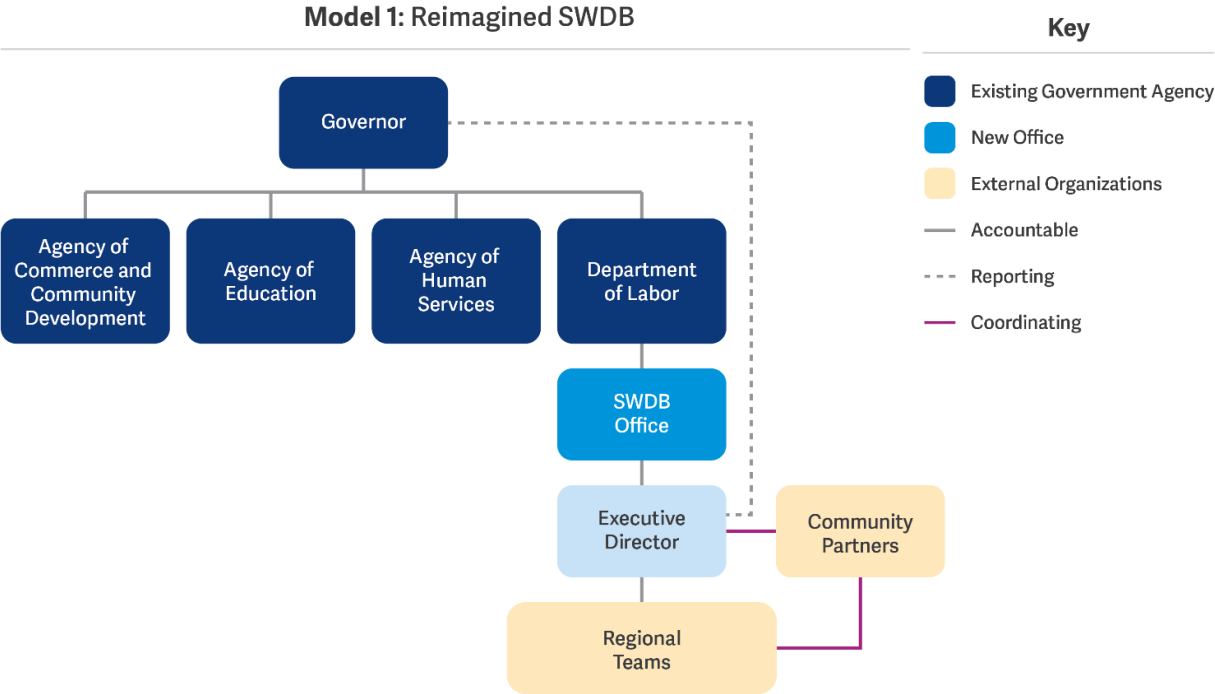 Model 1: Reimagined SWDB
Key
Existing Government Agency
New Office
External Organizations
Accountable
Reporting
Coordinating
Governor
Agency of
Commerce and
Community
Development
Agency of
Education
Agency of
Human
Services
Department
of Labor
SWDB
Office
Executive
Director
Community
Partners
Regional
Teams